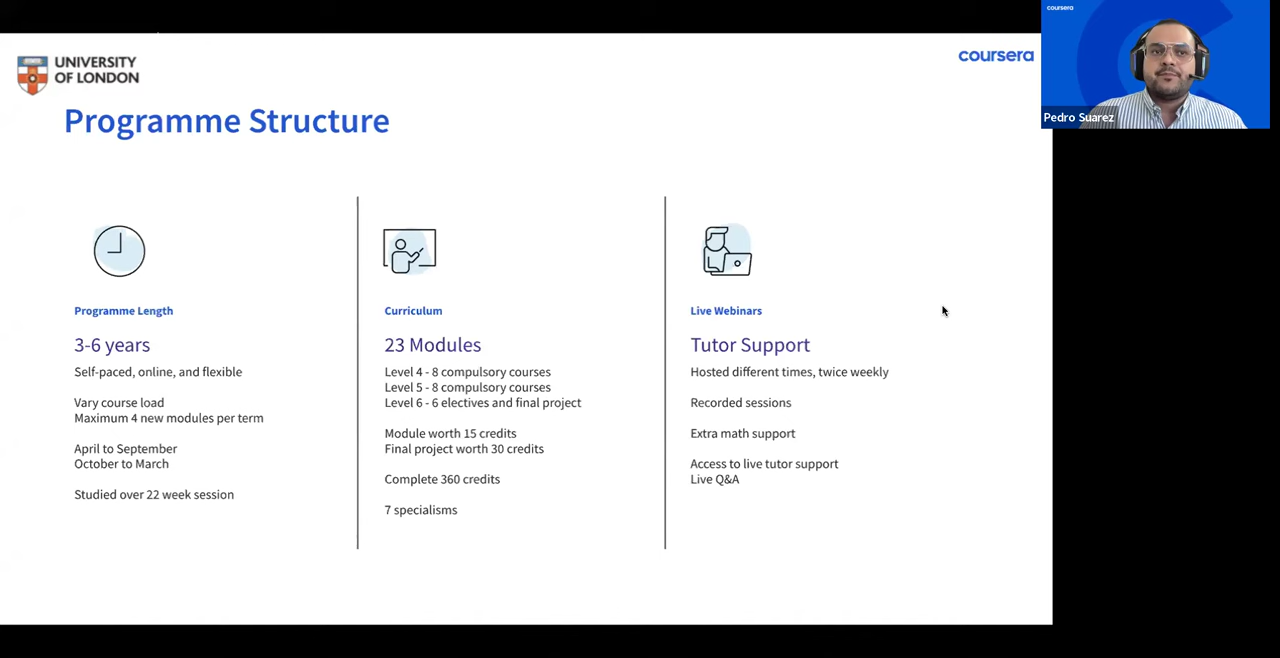 UNIVERSITY
OF LONDON
coursera
coursera
Pedro Suarez
Programme Structure
Programme Length
3-6 years
Self-paced, online, and flexible
Vary course load
Maximum 4 new modules per term
April to September
October to March
Studied over 22 week session
Curriculum
23 Modules
Level 4 - 8 compulsory courses
Level 5 - 8 compulsory courses
Level 6 - 6 electives and final project
Module worth 15 credits
Final project worth 30 credits
Complete 360 credits
7 specialisms
Live Webinars
Tutor Support
Hosted different times, twice weekly
Recorded sessions
Extra math support
Access to live tutor support
Live Q&A